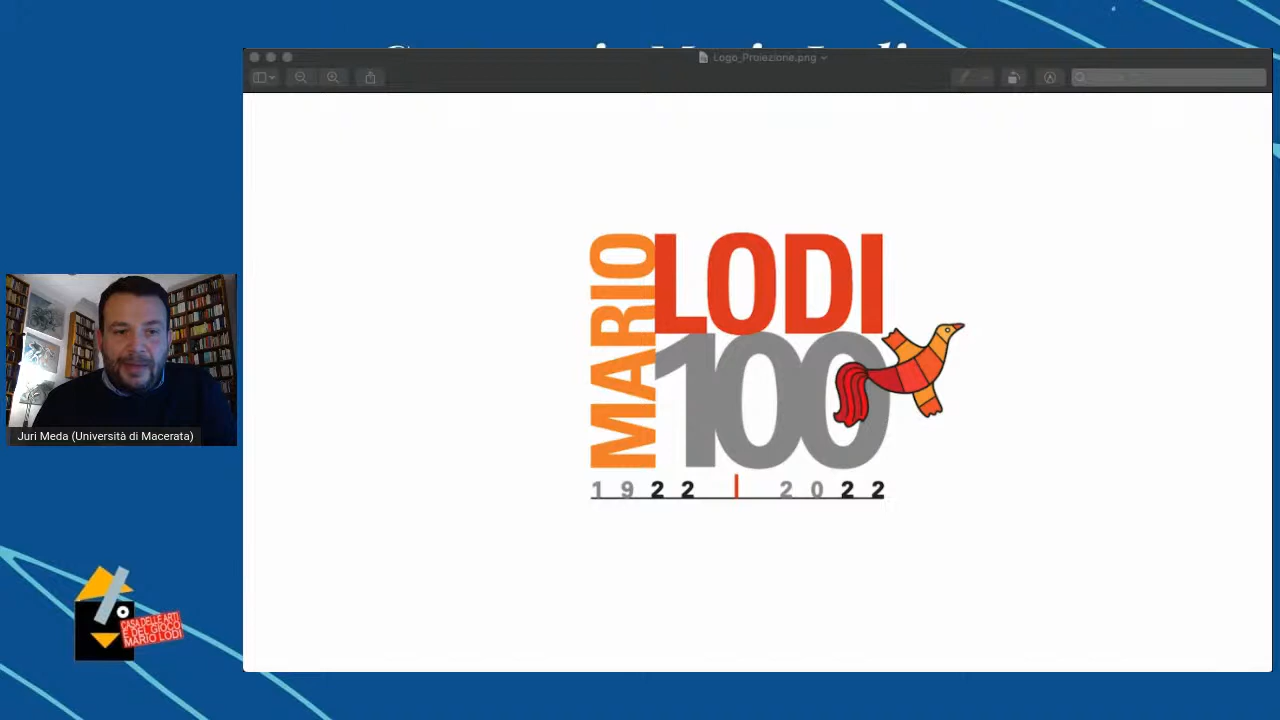 Logo_Proiezione.png
MARIO
LODI
100
1922 | 2022
Juri Meda (Università di Macerata)
CASA DELLE ARTI
E DEL GIOCO
MARIO LODI